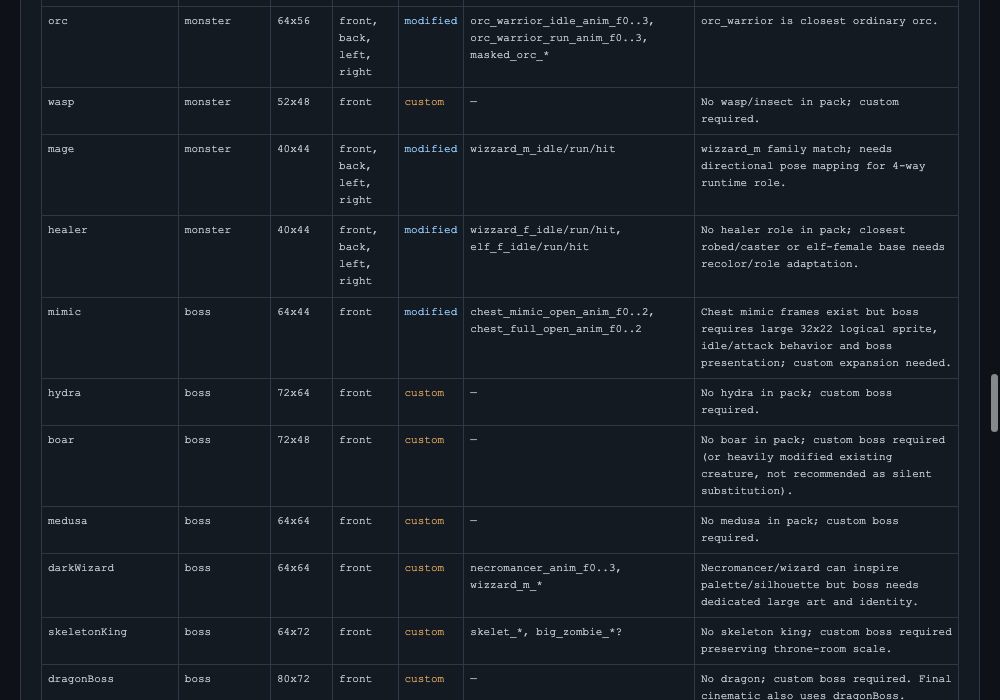 orc monster 64x56 front, modified orc_warrior_idle_anim_f0..3, orc_warrior is closest ordinary orc.
back, orc_warrior_run_anim_f0..3,
left, masked_orc_*
right
wasp monster 52x48 front custom — No wasp/insect in pack; custom
required.
mage monster 40x44 front, modified wizzard_m_idle/run/hit wizzard_m family match; needs
back, directional pose mapping for 4-way
left, runtime role.
right
healer monster 40x44 front, modified wizzard_f_idle/run/hit, No healer role in pack; closest
back, elf_f_idle/run/hit robed/caster or elf-female base needs
left, recolor/role adaptation.
right
mimic boss 64x44 front modified chest_mimic_open_anim_f0..2, Chest mimic frames exist but boss
chest_full_open_anim_f0..2 requires large 32x22 logical sprite,
idle/attack behavior and boss
presentation; custom expansion needed.
hydra boss 72x64 front custom — No hydra in pack; custom boss
required.
boar boss 72x48 front custom — No boar in pack; custom boss required
(or heavily modified existing
creature, not recommended as silent
substitution).
medusa boss 64x64 front custom — No medusa in pack; custom boss
required.
darkWizard boss 64x64 front custom necromancer_anim_f0..3, Necromancer/wizard can inspire
wizzard_m_* palette/silhouette but boss needs
dedicated large art and identity.
skeletonKing boss 64x72 front custom skelet_*, big_zombie_*? No skeleton king; custom boss required
preserving throne-room scale.
dragonBoss boss 80x72 front custom — No dragon; custom boss required. Final
cinematic also uses dragonBoss.